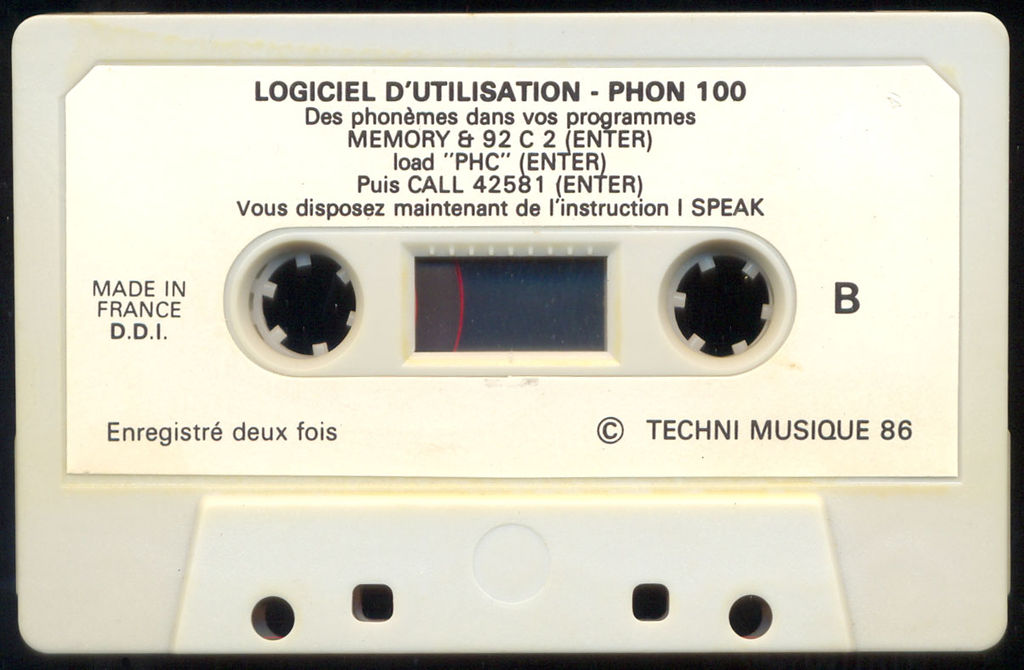 LOGICIEL D'UTILISATION - PHON 100
Des phonèmes dans vos programmes
MEMORY & 92 C 2 (ENTER)
load "PHC" (ENTER)
Puis CALL 42581 (ENTER)
Vous disposez maintenant de l'instruction I SPEAK
MADE IN
FRANCE
D.D.I.
B
Enregistré deux fois
© TECHNI MUSIQUE 86